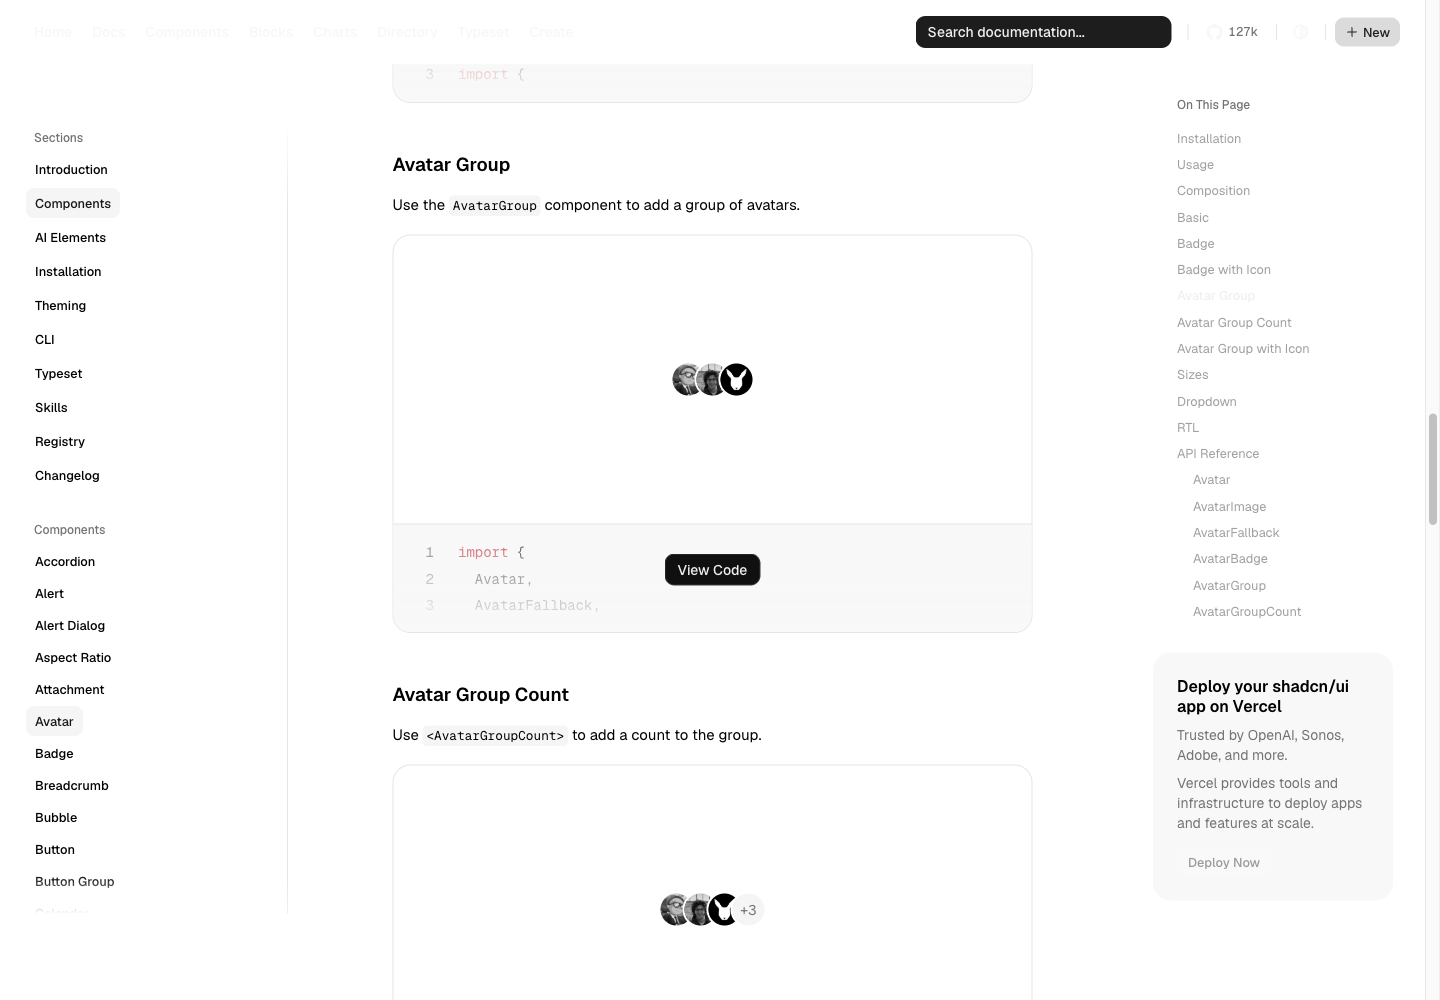 Home Docs Components Blocks Charts Directory Typeset Create
Search documentation...
127k
New
3 import {
Sections
Introduction
Components
AI Elements
Installation
Theming
CLI
Typeset
Skills
Registry
Changelog
Components
Accordion
Alert
Alert Dialog
Aspect Ratio
Attachment
Avatar
Badge
Breadcrumb
Bubble
Button
Button Group
Calendar
Avatar Group
Use the AvatarGroup component to add a group of avatars.
1 import {
2 Avatar,
3 AvatarFallback,
View Code
Avatar Group Count
Use <AvatarGroupCount> to add a count to the group.
+3
On This Page
Installation
Usage
Composition
Basic
Badge
Badge with Icon
Avatar Group
Avatar Group Count
Avatar Group with Icon
Sizes
Dropdown
RTL
API Reference
Avatar
AvatarImage
AvatarFallback
AvatarBadge
AvatarGroup
AvatarGroupCount
Deploy your shadcn/ui
app on Vercel
Trusted by OpenAI, Sonos,
Adobe, and more.
Vercel provides tools and
infrastructure to deploy apps
and features at scale.
Deploy Now